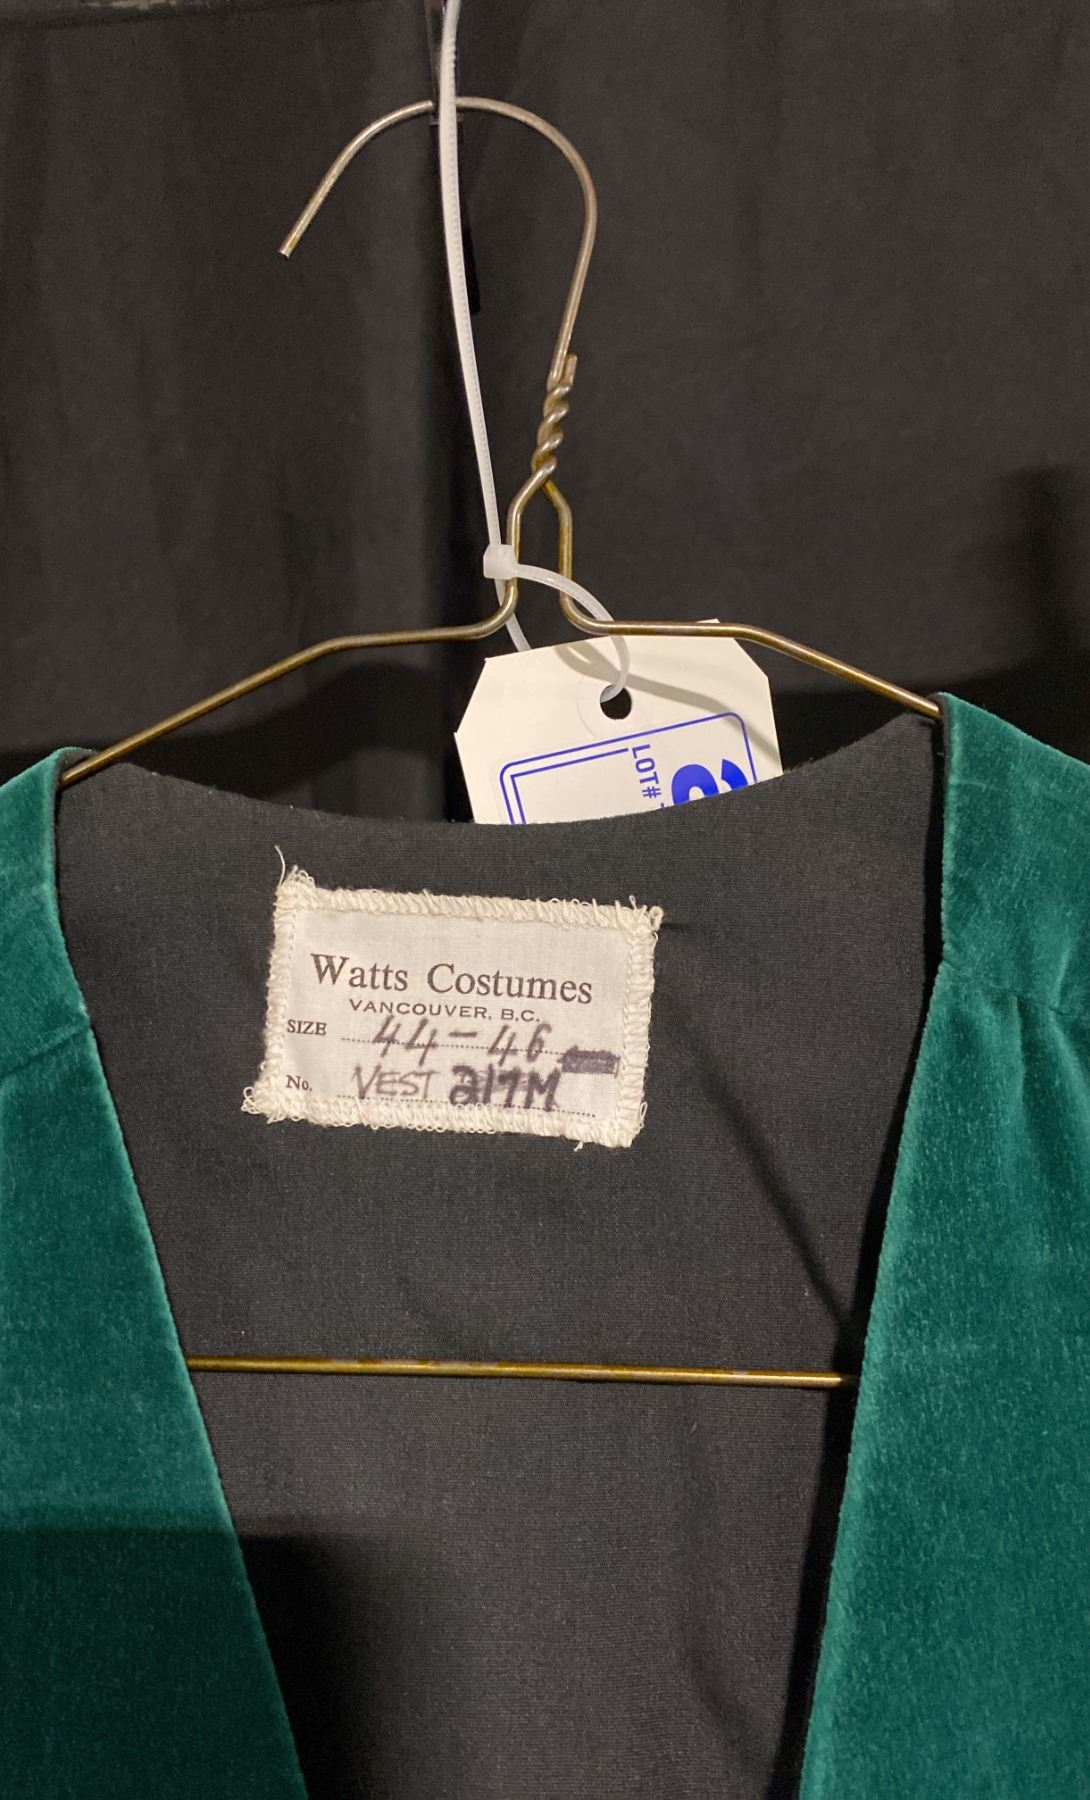 LOT#
Watts Costumes
VANCOUVER, B.C.
SIZE 44-46
No. VEST 217M